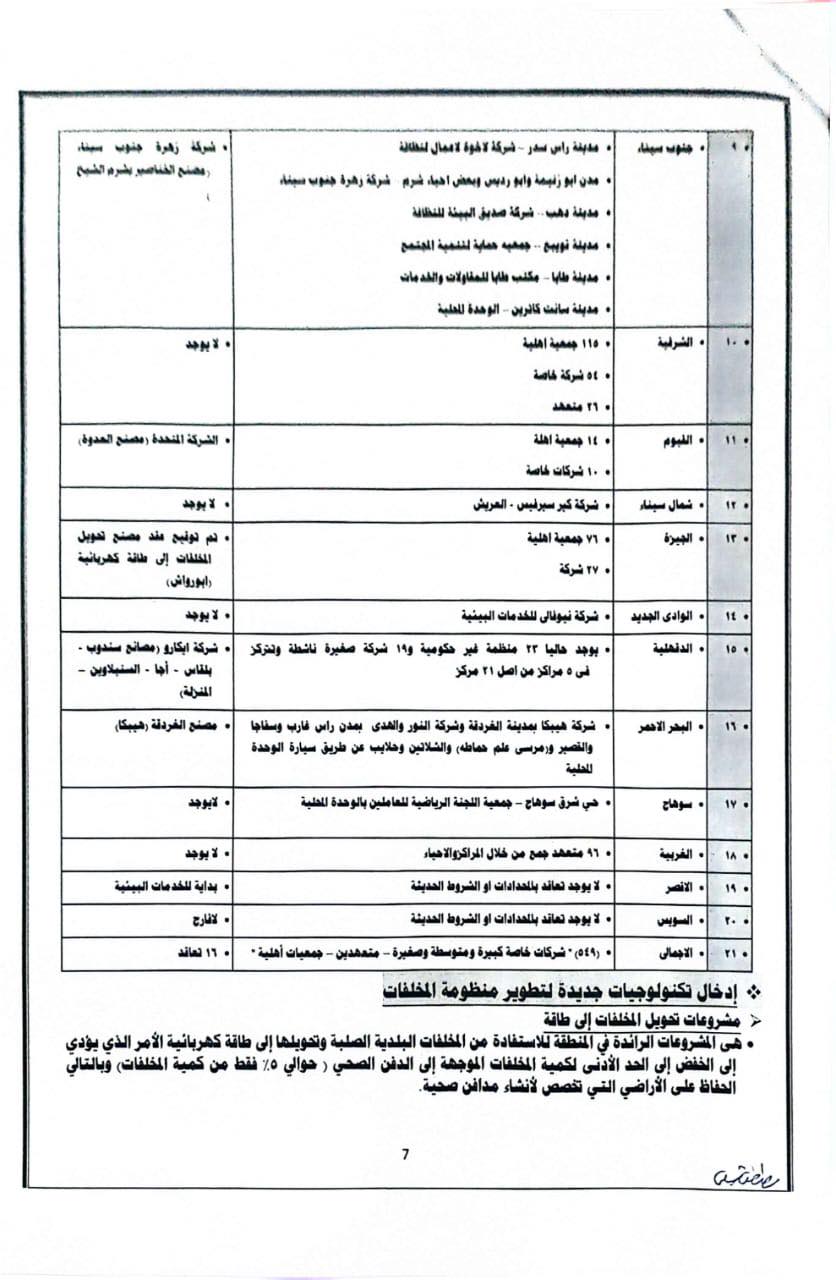 • ٩
• جنوب سيناء
• مدينة راس سدر – شركة لاخوة لاعمال لنظافة
• مدن ابو زنيمة وابو رديس وبعض احياء شرم - شركة زهرة جنوب سيناء
• مدينة دهب -- شركة صديق البيئة للنظافة
• مدينة نويبع -- جمعيه حماية لتنمية المجتمع
• مدينة طابا – مكتب طابا للمقاولات والخدمات
• مدينة سانت كاترين – الوحدة المحلية
• شركة زهرة جنوب سيناء
(مصنع الخناصير بشرم الشيخ
)
• ١٠
• الشرقية
• ١١٥ جمعية اهلية
• ٥٤ شركة خاصة
• ٢٦ متعهد
• لا يوجد
• ١١
• الفيوم
• ١٤ جمعية اهلة
• ١٠ شركات خاصة
• الشركة المتحدة (مصنع العدوة)
• ١٢
• شمال سيناء
• شركة كير سيرفيس - العريش
• لا يوجد
• ١٣
• الجيزة
• ٧٦ جمعية اهلية
• ٢٧ شركة
• تم توقيع عقد مصنع تحويل
المخلفات إلى طاقة كهربائية
(ابورواش)
• ١٤
• الوادى الجديد
• شركة نيوفالى للخدمات البيئية
• لا يوجد
• ١٥
• الدقهلية
• يوجد حاليا ٢٣ منظمة غير حكومية و١٩ شركة صغيرة ناشطة وتتركز
فى ٥ مراكز من اصل ٢١ مركز
• شركة ايكارو (مصانع سندوب -
بلقاس - أجا - السنبلاوين –
المنزلة)
• ١٦
• البحر الاحمر
• شركة هيبكا بمدينة الغردقة وشركة النور والهدى بمدن راس غارب وسفاجا
والقصير و(مرسى علم حماطه) والشلاتين وحلايب عن طريق سيارة الوحدة
المحلية
• مصنع الغردقة (هيبكا)
• ١٧
• سوهاج
• حي شرق سوهاج – جمعية اللجنة الرياضية للعاملين بالوحدة المحلية
• لايوجد
• ١٨
• الغربية
• ٩٦ متعهد جمع من خلال المراكزوالاحياء
• لا يوجد
• ١٩
• الاقصر
• لا يوجد تعاقد بالمحدادات او الشروط الحديثة
• بداية للخدمات البيئية
• ٢٠
• السويس
• لا يوجد تعاقد بالمحدادات او الشروط الحديثة
• لافارج
• ٢١
• الاجمالى
• (٥٤٩) " شركات خاصة كبيرة ومتوسطة وصغيرة – متعهدين – جمعيات أهلية "
• ١٦ تعاقد
❖ إدخال تكنولوجيات جديدة لتطوير منظومة المخلفات
➢ مشروعات تحويل المخلفات إلى طاقة
• هى المشروعات الرائدة في المنطقة للاستفادة من المخلفات البلدية الصلبة وتحويلها إلى طاقة كهربائية الأمر الذي يؤدي
إلى الخفض إلى الحد الأدنى لكمية المخلفات الموجهة إلى الدفن الصحي ( حوالي ٥٪ فقط من كمية المخلفات) وبالتالي
الحفاظ على الأراضي التي تخصص لأنشاء مدافن صحية.
7